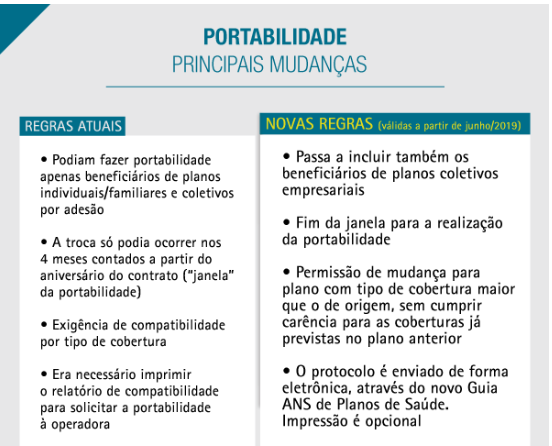 PORTABILIDADE
PRINCIPAIS MUDANÇAS
REGRAS ATUAIS
• Podiam fazer portabilidade
apenas beneficiários de planos
individuais/familiares e coletivos
por adesão
• A troca só podia ocorrer nos
4 meses contados a partir do
aniversário do contrato ("janela"
da portabilidade)
• Exigência de compatibilidade
por tipo de cobertura
• Era necessário imprimir
o relatório de compatibilidade
para solicitar a portabilidade
à operadora
NOVAS REGRAS (válidas a partir de junho/2019)
• Passa a incluir também os
beneficiários de planos coletivos
empresariais
• Fim da janela para a realização
da portabilidade
• Permissão de mudança para
plano com tipo de cobertura maior
que o de origem, sem cumprir
carência para as coberturas já
previstas no plano anterior
• O protocolo é enviado de forma
eletrônica, através do novo Guia
ANS de Planos de Saúde.
Impressão é opcional